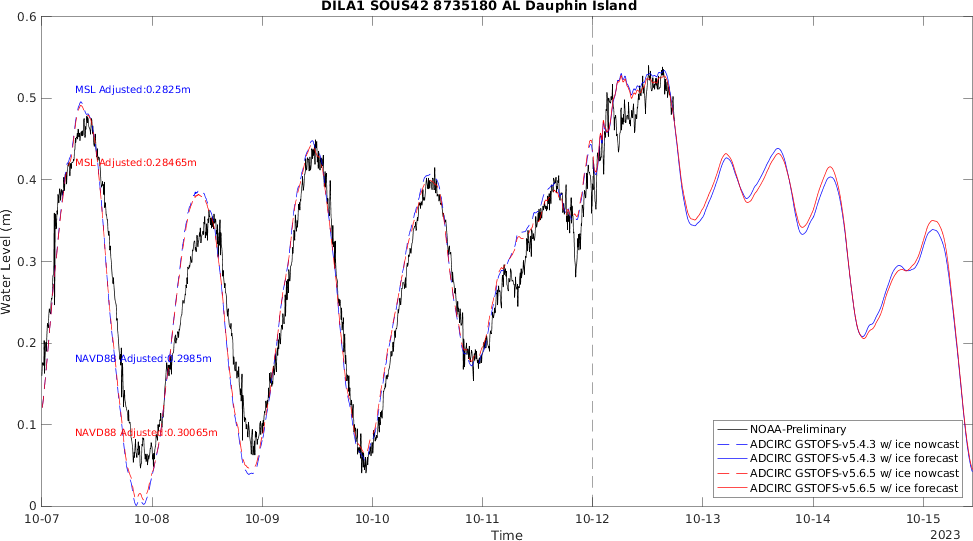 DILA1 SOUS42 8735180 AL Dauphin Island
0.6
0.5
0.4
0.3
0.2
0.1
0
Water Level (m)
MSL Adjusted:0.2825m
MSL Adjusted:0.28465m
NAVD88 Adjusted:0.2985m
NAVD88 Adjusted:0.30065m
NOAA-Preliminary
ADCIRC GSTOFS-v5.4.3 w/ ice nowcast
ADCIRC GSTOFS-v5.4.3 w/ ice forecast
ADCIRC GSTOFS-v5.6.5 w/ ice nowcast
ADCIRC GSTOFS-v5.6.5 w/ ice forecast
10-07 10-08 10-09 10-10 10-11 10-12 10-13 10-14 10-15
Time
2023